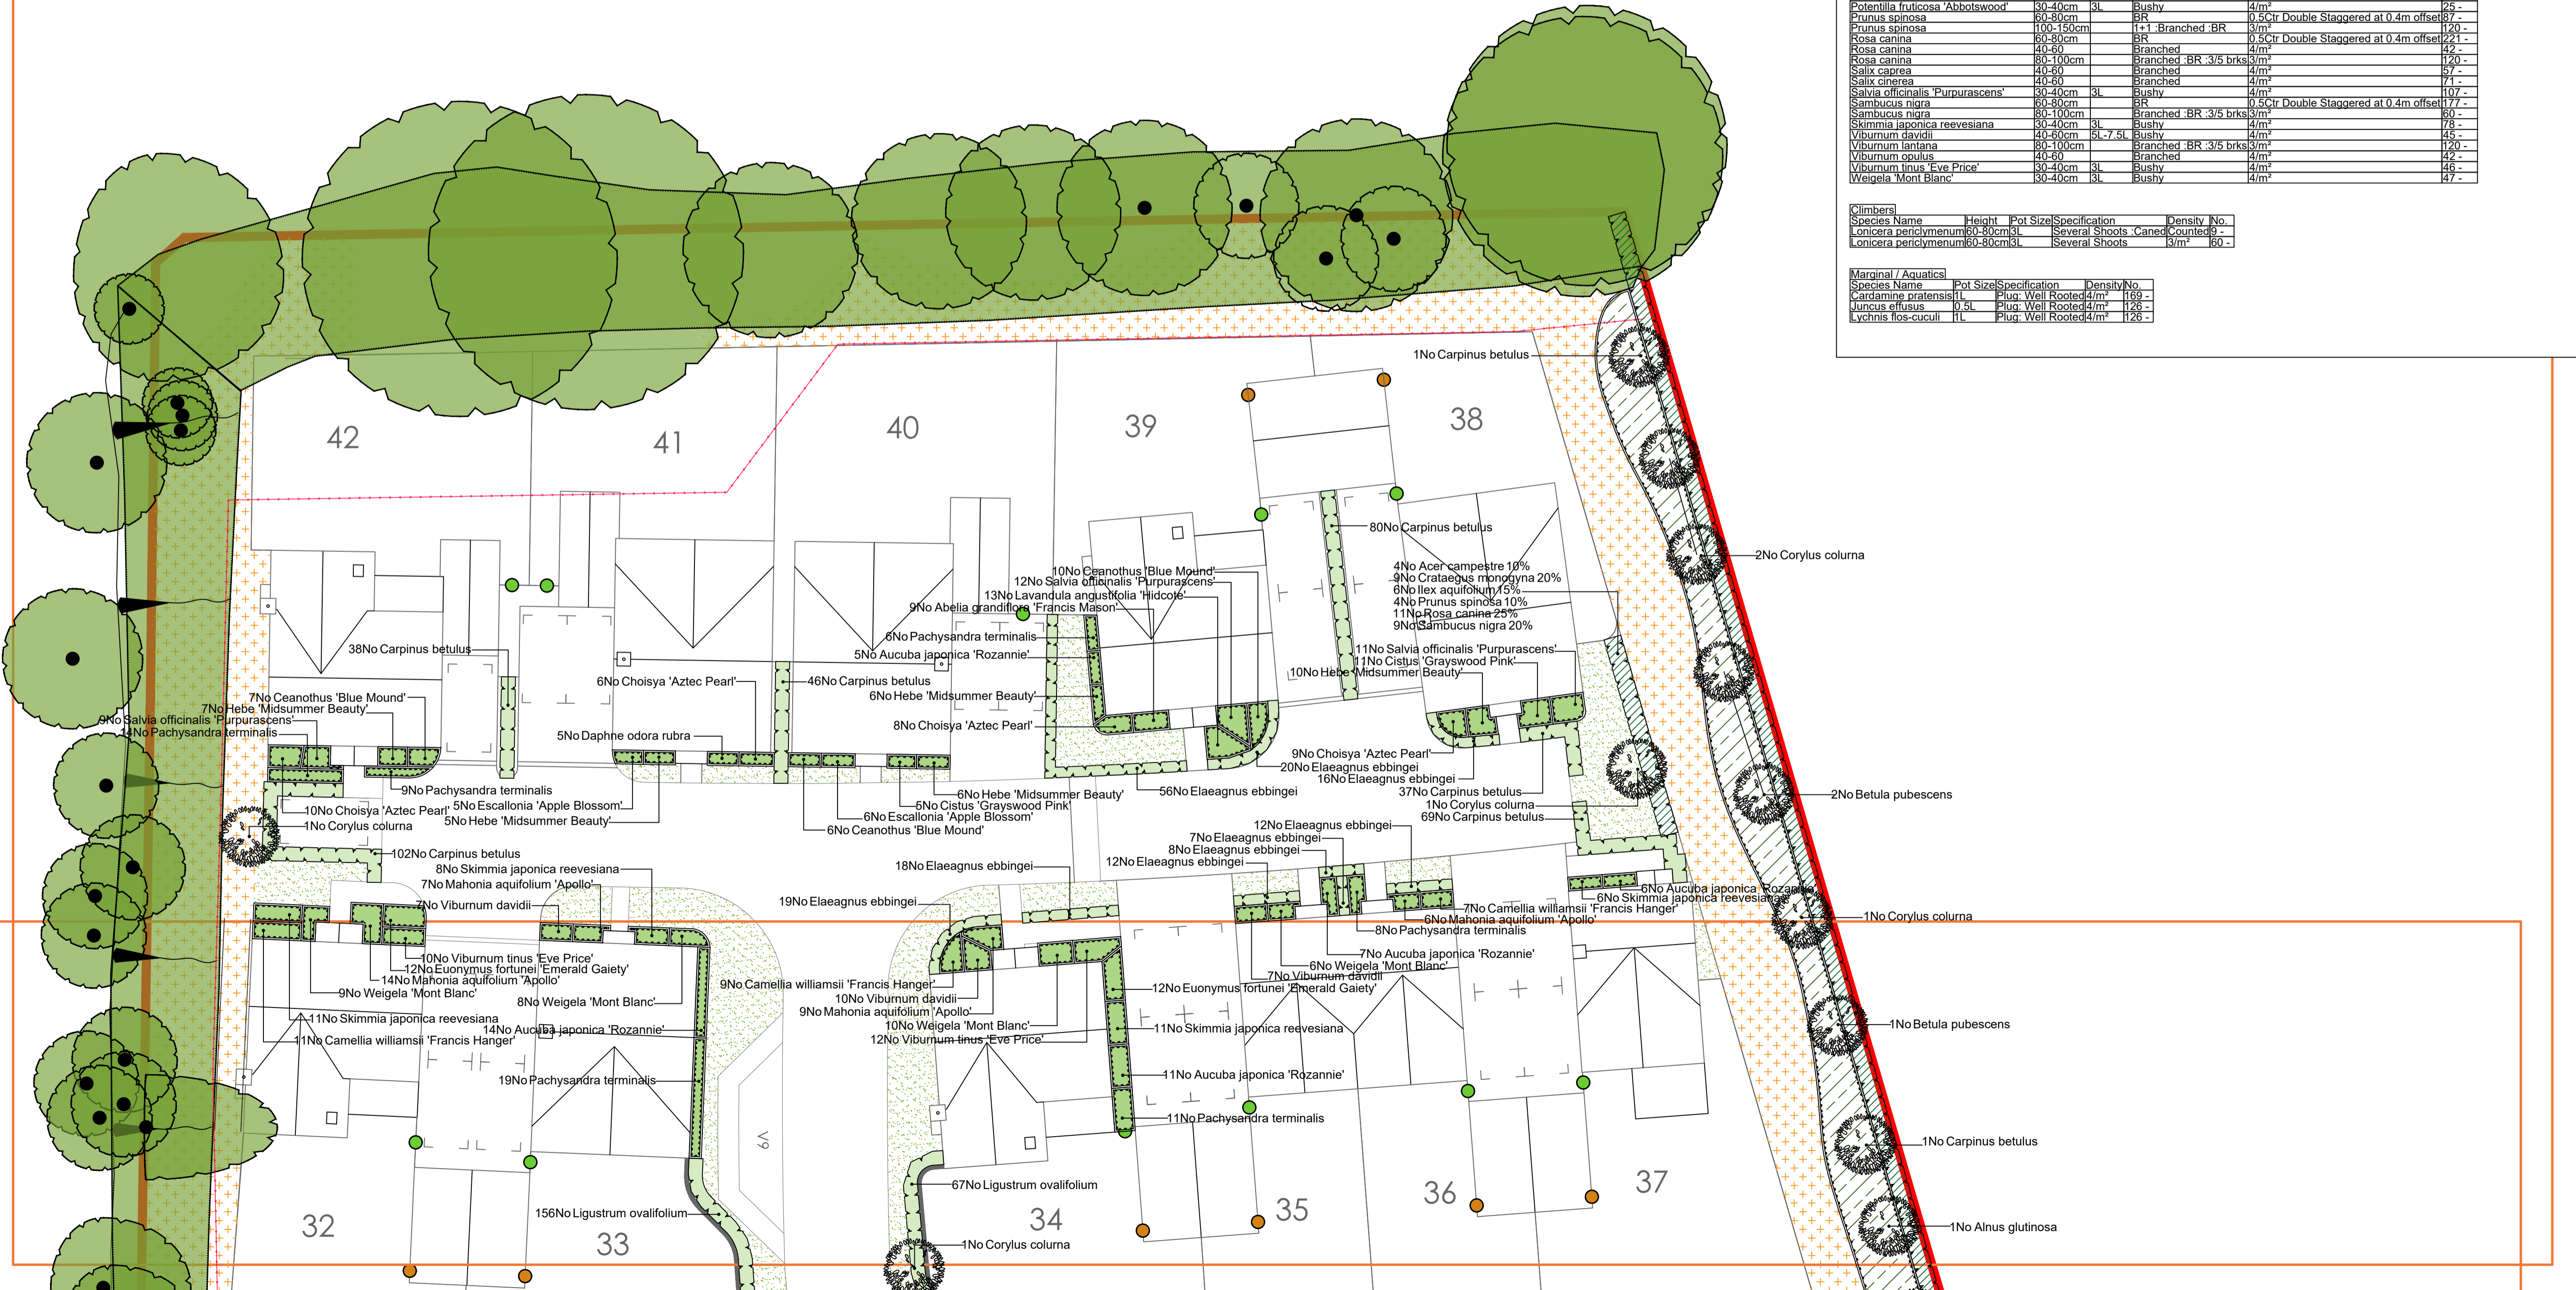 Potentilla fruticosa 'Abbotswood' 30-40cm 3L Bushy 4/m² 25 -
Prunus spinosa 60-80cm BR 0.5Ctr Double Staggered at 0.4m offset 87 -
Prunus spinosa 100-150cm 1+1 :Branched :BR 3/m² 120 -
Rosa canina 60-80cm BR 0.5Ctr Double Staggered at 0.4m offset 221 -
Rosa canina 40-60 Branched 4/m² 42 -
Rosa canina 80-100cm Branched :BR :3/5 brks 3/m² 120 -
Salix caprea 40-60 Branched 4/m² 57 -
Salix cinerea 40-60 Branched 4/m² 71 -
Salvia officinalis 'Purpurascens' 30-40cm 3L Bushy 4/m² 107 -
Sambucus nigra 60-80cm BR 0.5Ctr Double Staggered at 0.4m offset 177 -
Sambucus nigra 80-100cm Branched :BR :3/5 brks 3/m² 60 -
Skimmia japonica reevesiana 30-40cm 3L Bushy 4/m² 78 -
Viburnum davidii 40-60cm 5L-7.5L Bushy 4/m² 45 -
Viburnum lantana 80-100cm Branched :BR :3/5 brks 3/m² 120 -
Viburnum opulus 40-60 Branched 4/m² 42 -
Viburnum tinus 'Eve Price' 30-40cm 3L Bushy 4/m² 46 -
Weigela 'Mont Blanc' 30-40cm 3L Bushy 4/m² 47 -
Climbers
Species Name Height Pot Size Specification Density No.
Lonicera periclymenum 60-80cm 3L Several Shoots :Caned Counted 9 -
Lonicera periclymenum 60-80cm 3L Several Shoots 3/m² 60 -
Marginal / Aquatics
Species Name Pot Size Specification Density No.
Cardamine pratensis 1L Plug: Well Rooted 4/m² 169 -
Juncus effusus 0.5L Plug: Well Rooted 4/m² 126 -
Lychnis flos-cuculi 1L Plug: Well Rooted 4/m² 126 -
1No Carpinus betulus
42
41
40
39
38
80No Carpinus betulus
2No Corylus colurna
4No Acer campestre 10%
9No Crataegus monogyna 20%
6No Ilex aquifolium 15%
4No Prunus spinosa 10%
11No Rosa canina 25%
9No Sambucus nigra 20%
10No Ceanothus 'Blue Mound'
12No Salvia officinalis 'Purpurascens'
13No Lavandula angustifolia 'Hidcote'
9No Abelia grandiflora 'Francis Mason'
6No Pachysandra terminalis
5No Aucuba japonica 'Rozannie'
6No Hebe 'Midsummer Beauty'
8No Choisya 'Aztec Pearl'
38No Carpinus betulus
6No Choisya 'Aztec Pearl'
46No Carpinus betulus
11No Salvia officinalis 'Purpurascens'
11No Cistus 'Grayswood Pink'
10No Hebe 'Midsummer Beauty'
7No Ceanothus 'Blue Mound'
7No Hebe 'Midsummer Beauty'
9No Salvia officinalis 'Purpurascens'
14No Pachysandra terminalis
5No Daphne odora rubra
9No Choisya 'Aztec Pearl'
20No Elaeagnus ebbingei
16No Elaeagnus ebbingei
37No Carpinus betulus
1No Corylus colurna
69No Carpinus betulus
9No Pachysandra terminalis
56No Elaeagnus ebbingei
2No Betula pubescens
10No Choisya 'Aztec Pearl'
1No Corylus colurna
5No Escallonia 'Apple Blossom'
5No Hebe 'Midsummer Beauty'
6No Hebe 'Midsummer Beauty'
5No Cistus 'Grayswood Pink'
6No Escallonia 'Apple Blossom'
6No Ceanothus 'Blue Mound'
12No Elaeagnus ebbingei
7No Elaeagnus ebbingei
8No Elaeagnus ebbingei
12No Elaeagnus ebbingei
102No Carpinus betulus
8No Skimmia japonica reevesiana
7No Mahonia aquifolium 'Apollo'
7No Viburnum davidii
18No Elaeagnus ebbingei
19No Elaeagnus ebbingei
6No Aucuba japonica 'Rozannie'
6No Skimmia japonica reevesiana
7No Camellia williamsii 'Francis Hanger'
6No Mahonia aquifolium 'Apollo'
8No Pachysandra terminalis
1No Corylus colurna
7No Aucuba japonica 'Rozannie'
6No Weigela 'Mont Blanc'
7No Viburnum davidii
10No Viburnum tinus 'Eve Price'
12No Euonymus fortunei 'Emerald Gaiety'
14No Mahonia aquifolium 'Apollo'
9No Weigela 'Mont Blanc'
8No Weigela 'Mont Blanc'
11No Skimmia japonica reevesiana
11No Camellia williamsii 'Francis Hanger'
14No Aucuba japonica 'Rozannie'
19No Pachysandra terminalis
9No Camellia williamsii 'Francis Hanger'
10No Viburnum davidii
9No Mahonia aquifolium 'Apollo'
10No Weigela 'Mont Blanc'
12No Viburnum tinus 'Eve Price'
12No Euonymus fortunei 'Emerald Gaiety'
11No Skimmia japonica reevesiana
11No Aucuba japonica 'Rozannie'
11No Pachysandra terminalis
1No Betula pubescens
1No Carpinus betulus
V9
67No Ligustrum ovalifolium
156No Ligustrum ovalifolium
32
33
34
35
36
37
1No Corylus colurna
1No Alnus glutinosa